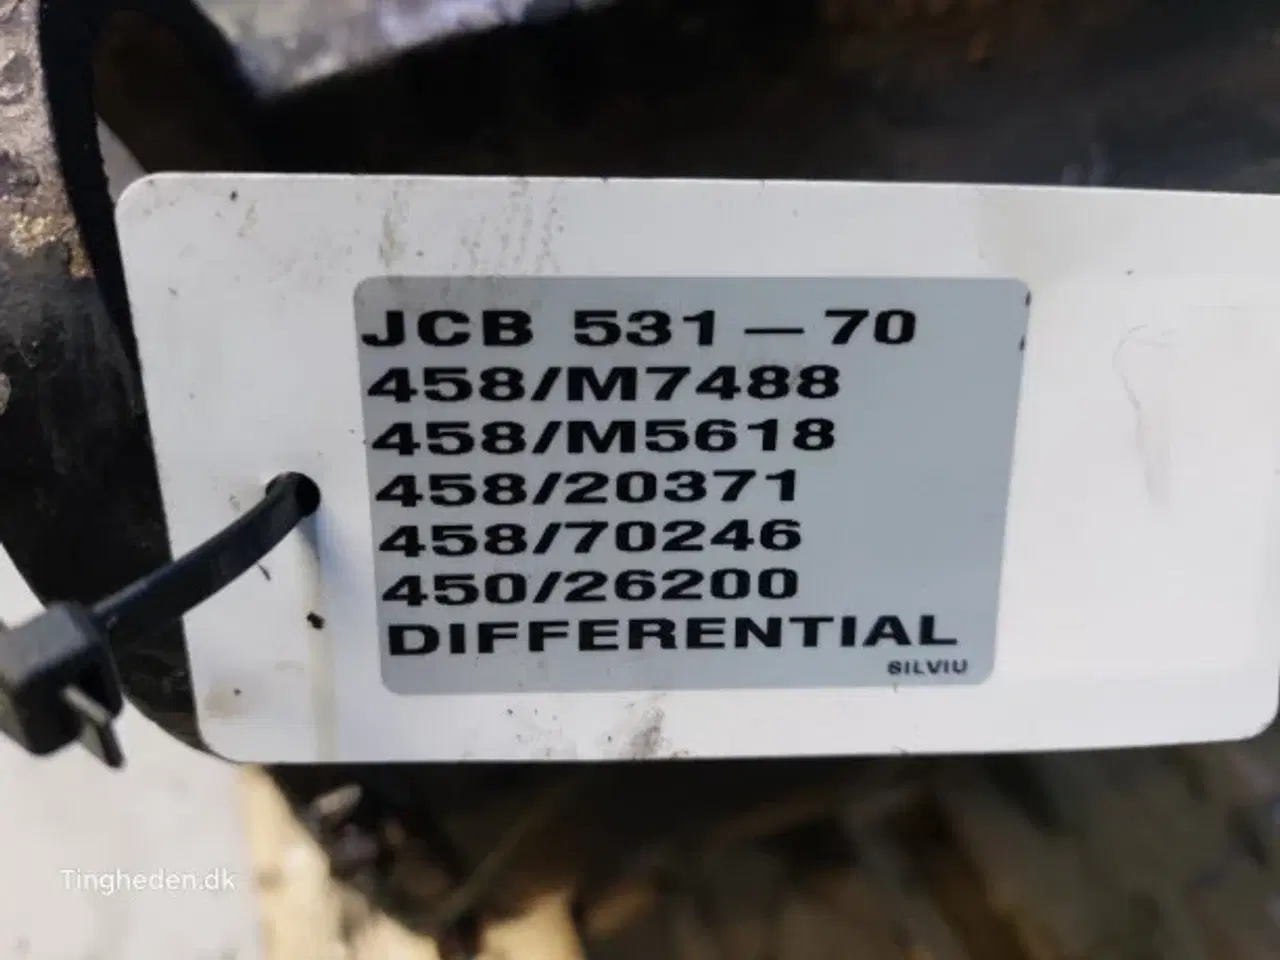 JCB 531-70
458/M7488
458/M5618
458/20371
458/70246
450/26200
DIFFERENTIAL
SILVIU
Tingheden.dk